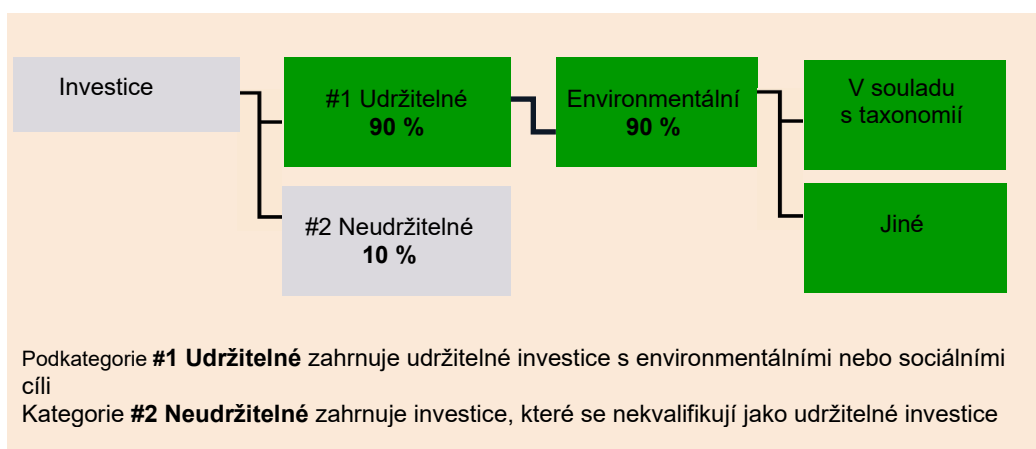 Investice
#1 Udržitelné
90 %
Environmentální
90 %
V souladu
s taxonomií
#2 Neudržitelné
10 %
Jiné
Podkategorie #1 Udržitelné zahrnuje udržitelné investice s environmentálními nebo sociálními
cíli
Kategorie #2 Neudržitelné zahrnuje investice, které se nekvalifikují jako udržitelné investice